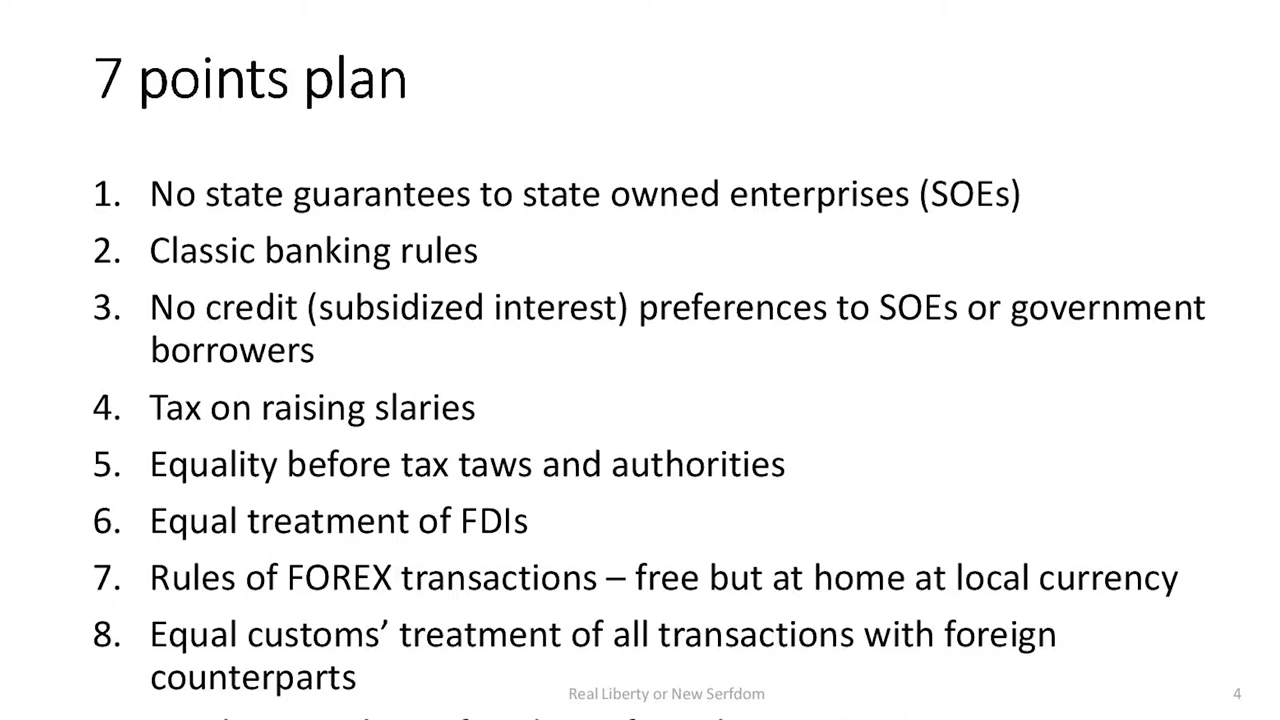 7 points plan
1. No state guarantees to state owned enterprises (SOEs)
2. Classic banking rules
3. No credit (subsidized interest) preferences to SOEs or government
borrowers
4. Tax on raising slaries
5. Equality before tax taws and authorities
6. Equal treatment of FDIs
7. Rules of FOREX transactions – free but at home at local currency
8. Equal customs’ treatment of all transactions with foreign
counterparts
Real Liberty or New Serfdom
4